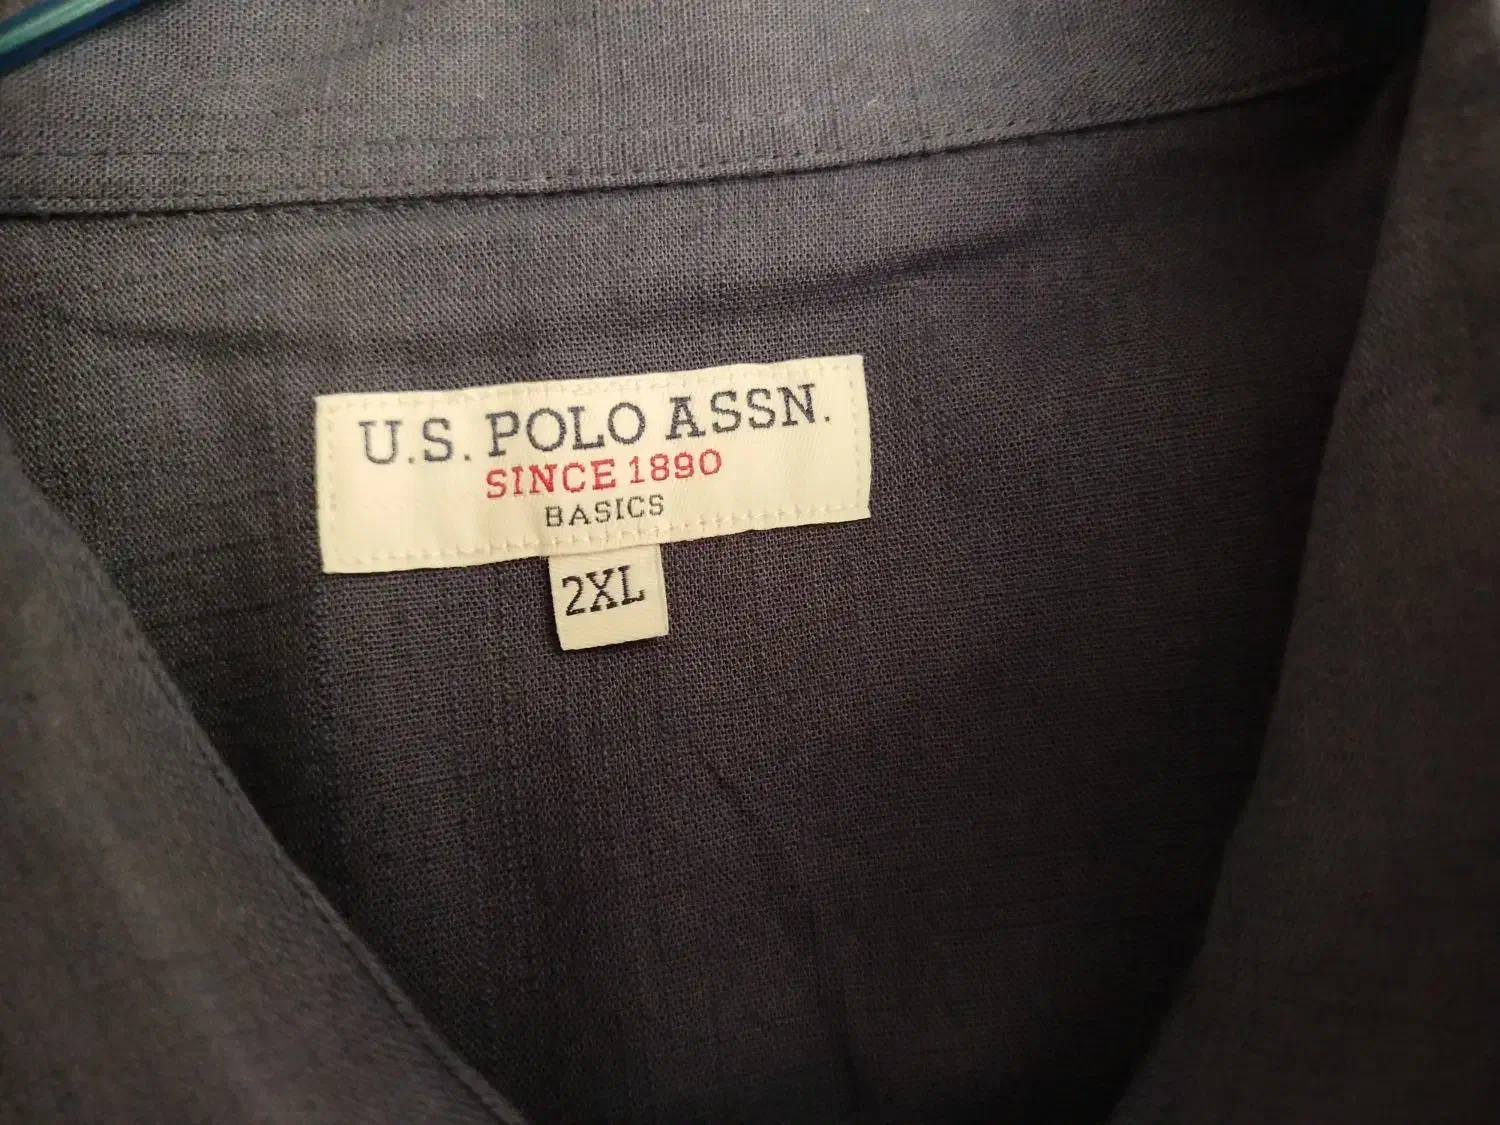 U.S. POLO ASSN.
SINCE 1890
BASICS
2XL